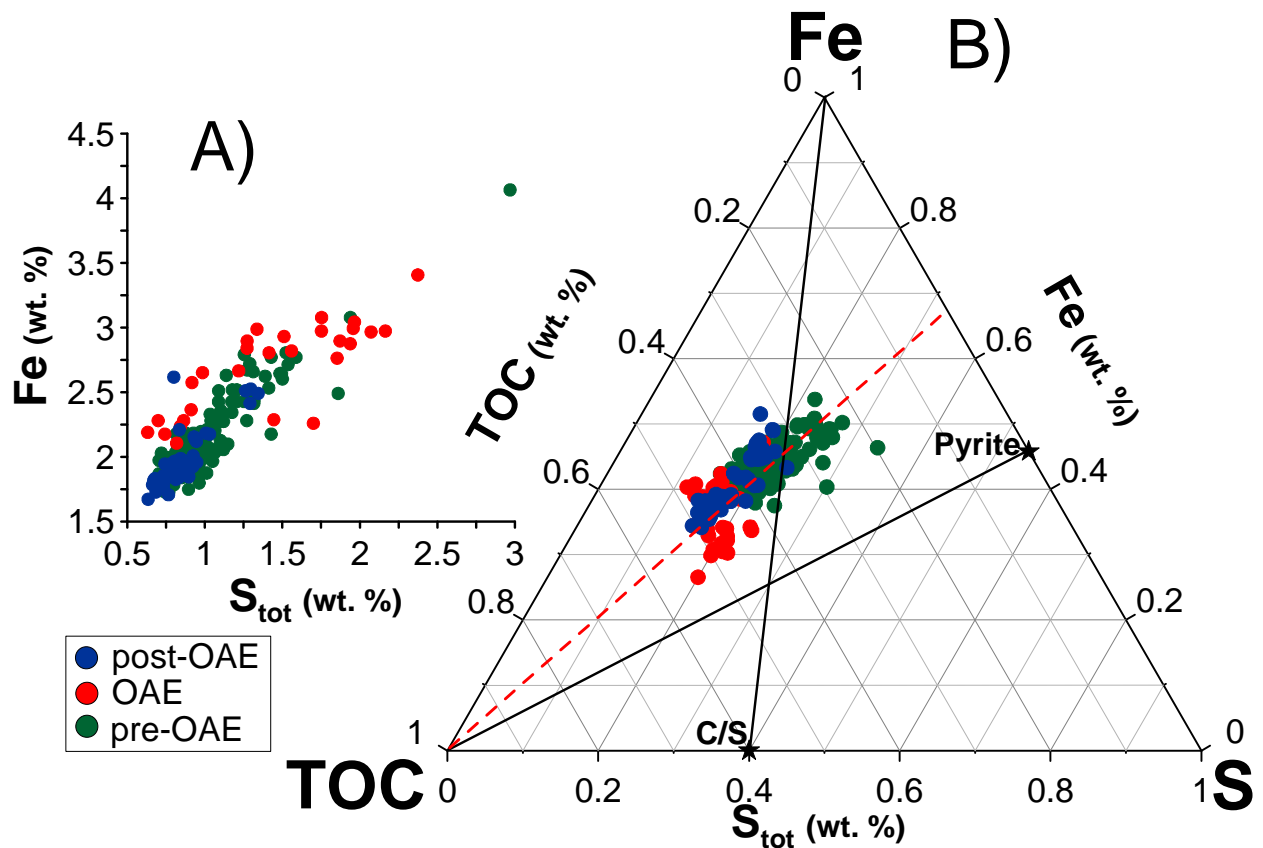 Fe
B)
0 1
A)
4.5
4
3.5
3
2.5
2
1.5
Fe (wt. %)
0.5 1 1.5 2 2.5 3
Stot (wt. %)
0.2
0.4
0.6
0.8
1
TOC (wt. %)
0.8
0.6
0.4
0.2
0
Fe (wt. %)
Pyrite
C/S
post-OAE
OAE
pre-OAE
TOC
0 0.2 0.4 0.6 0.8 1
S
Stot (wt. %)